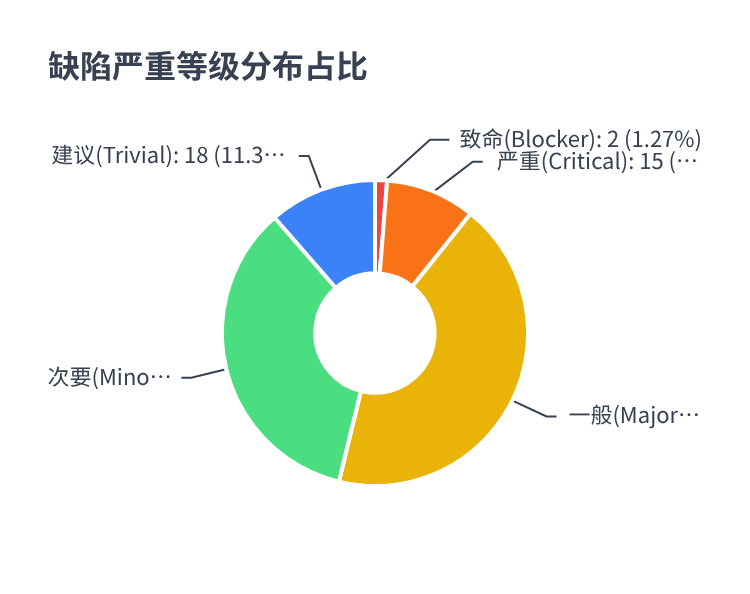 缺陷严重等级分布占比
致命(Blocker): 2 (1.27%)
建议(Trivial): 18 (11.3…
严重(Critical): 15 (…
次要(Mino…
一般(Major…